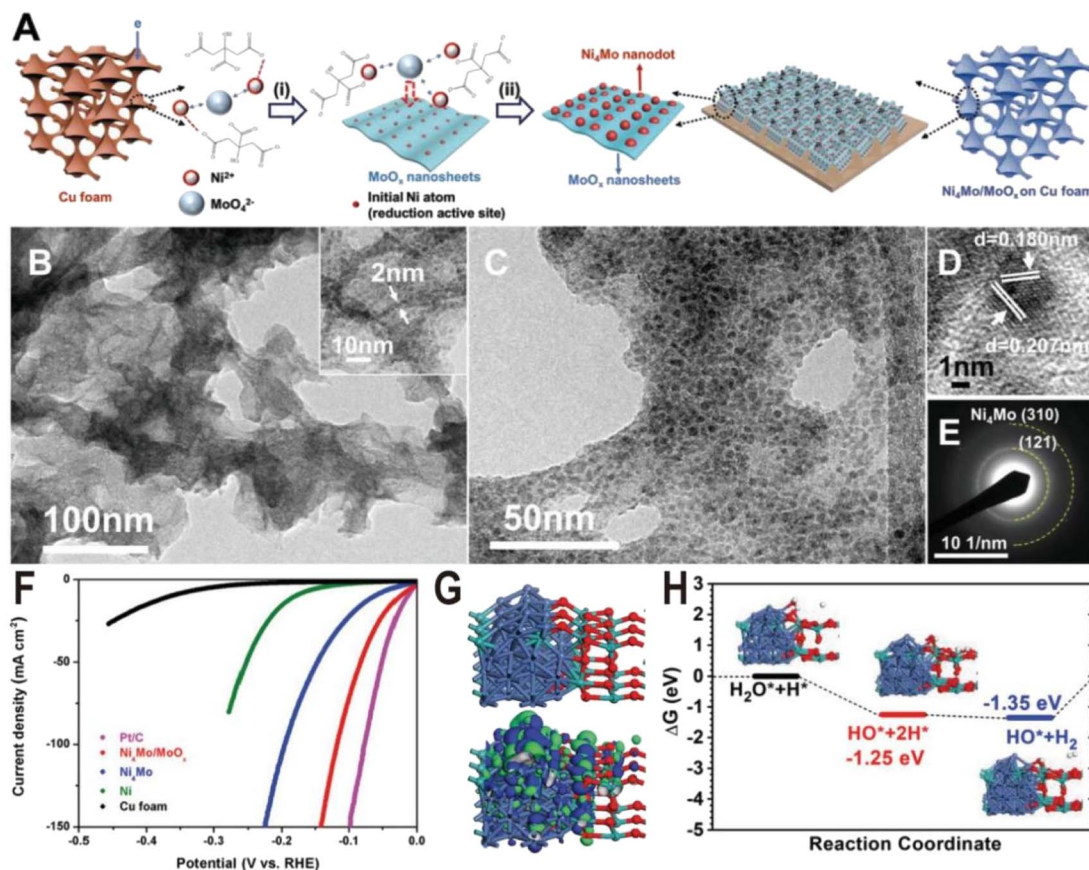 A
e
(i)
(ii)
Ni₄Mo nanodot
Cu foam
Ni²⁺
MoO₄²⁻
MoOₓ nanosheets
Initial Ni atom
(reduction active site)
MoOₓ nanosheets
Ni₄Mo/MoOₓ on Cu foam
B
2nm
10nm
100nm
C
50nm
D
d=0.180nm
d=0.207nm
1nm
E
Ni₄Mo (310)
(121)
10 1/nm
F
Current density (mA cm⁻²)
0
-50
-100
-150
Pt/C
Ni₄Mo/MoOₓ
Ni₄Mo
Ni
Cu foam
-0.5 -0.4 -0.3 -0.2 -0.1 0.0
Potential (V vs. RHE)
G
H
ΔG (eV)
3
2
1
0
-1
-2
-3
-4
-5
H₂O*+H*
HO*+2H*
-1.25 eV
-1.35 eV
HO*+H₂
Reaction Coordinate